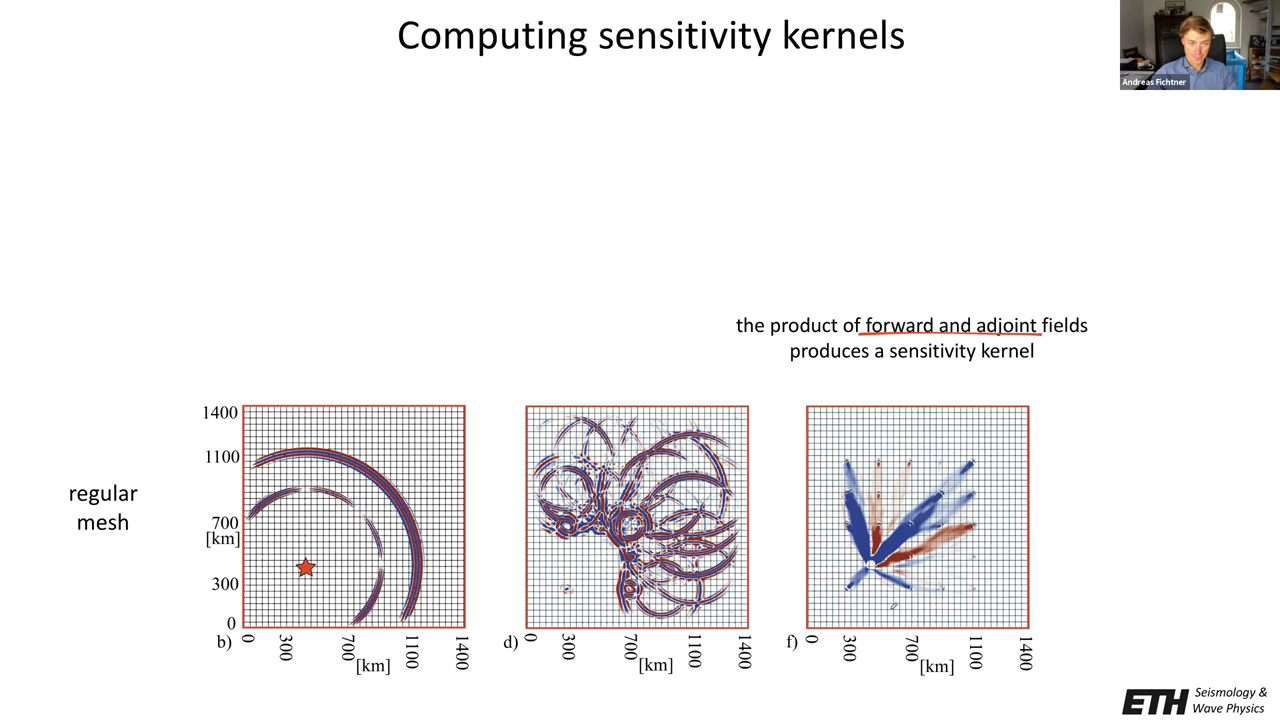 Computing sensitivity kernels
Andreas Fichtner
the product of forward and adjoint fields
produces a sensitivity kernel
regular
mesh
1400
1100
700
[km]
300
0
b)
0
300
700
[km]
1100
1400
d)
0
300
700
[km]
1100
1400
f)
0
300
700
[km]
1100
1400
ETH
Seismology &
Wave Physics